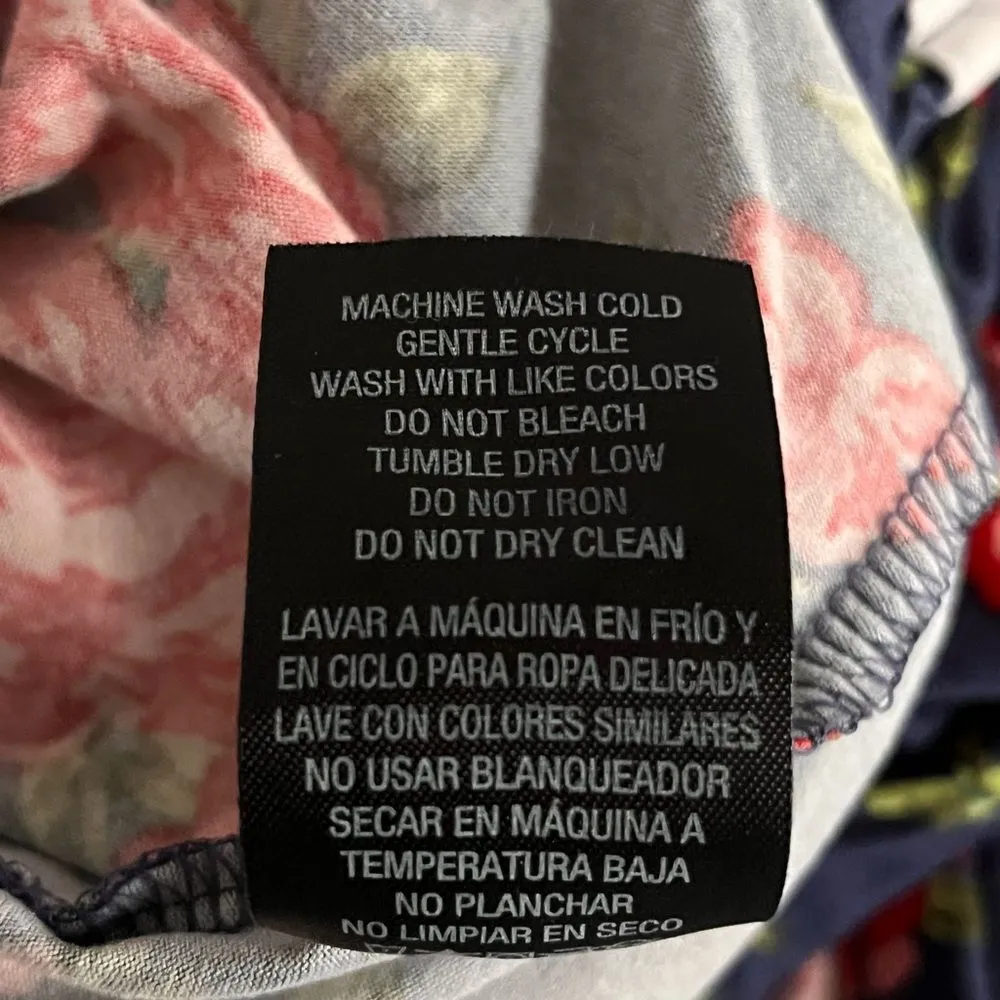 MACHINE WASH COLD
GENTLE CYCLE
WASH WITH LIKE COLORS
DO NOT BLEACH
TUMBLE DRY LOW
DO NOT IRON
DO NOT DRY CLEAN
LAVAR A MÁQUINA EN FRÍO Y
EN CICLO PARA ROPA DELICADA
LAVE CON COLORES SIMILARES
NO USAR BLANQUEADOR
SECAR EN MÁQUINA A
TEMPERATURA BAJA
NO PLANCHAR
NO LIMPIAR EN SECO